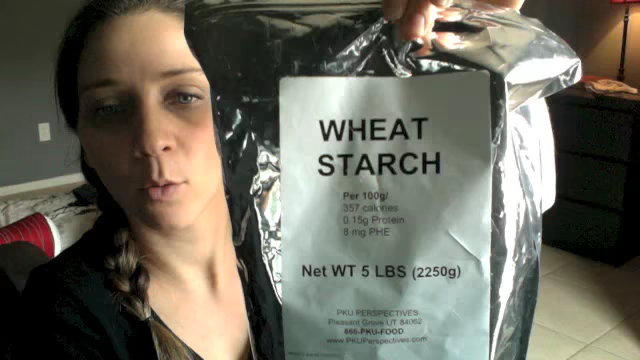 WHEAT
STARCH
Per 100g/
357 calories
0.15g Protein
8 mg PHE
Net WT 5 LBS (2250g)
PKU PERSPECTIVES
Pleasant Grove UT 84062
866-PKU-FOOD
www.PKUPerspectives.com